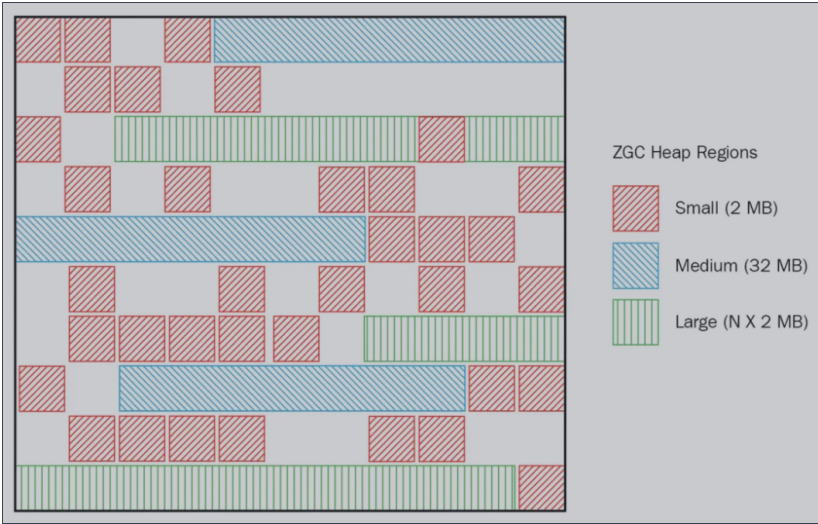 ZGC Heap Regions
Small (2 MB)
Medium (32 MB)
Large (N X 2 MB)